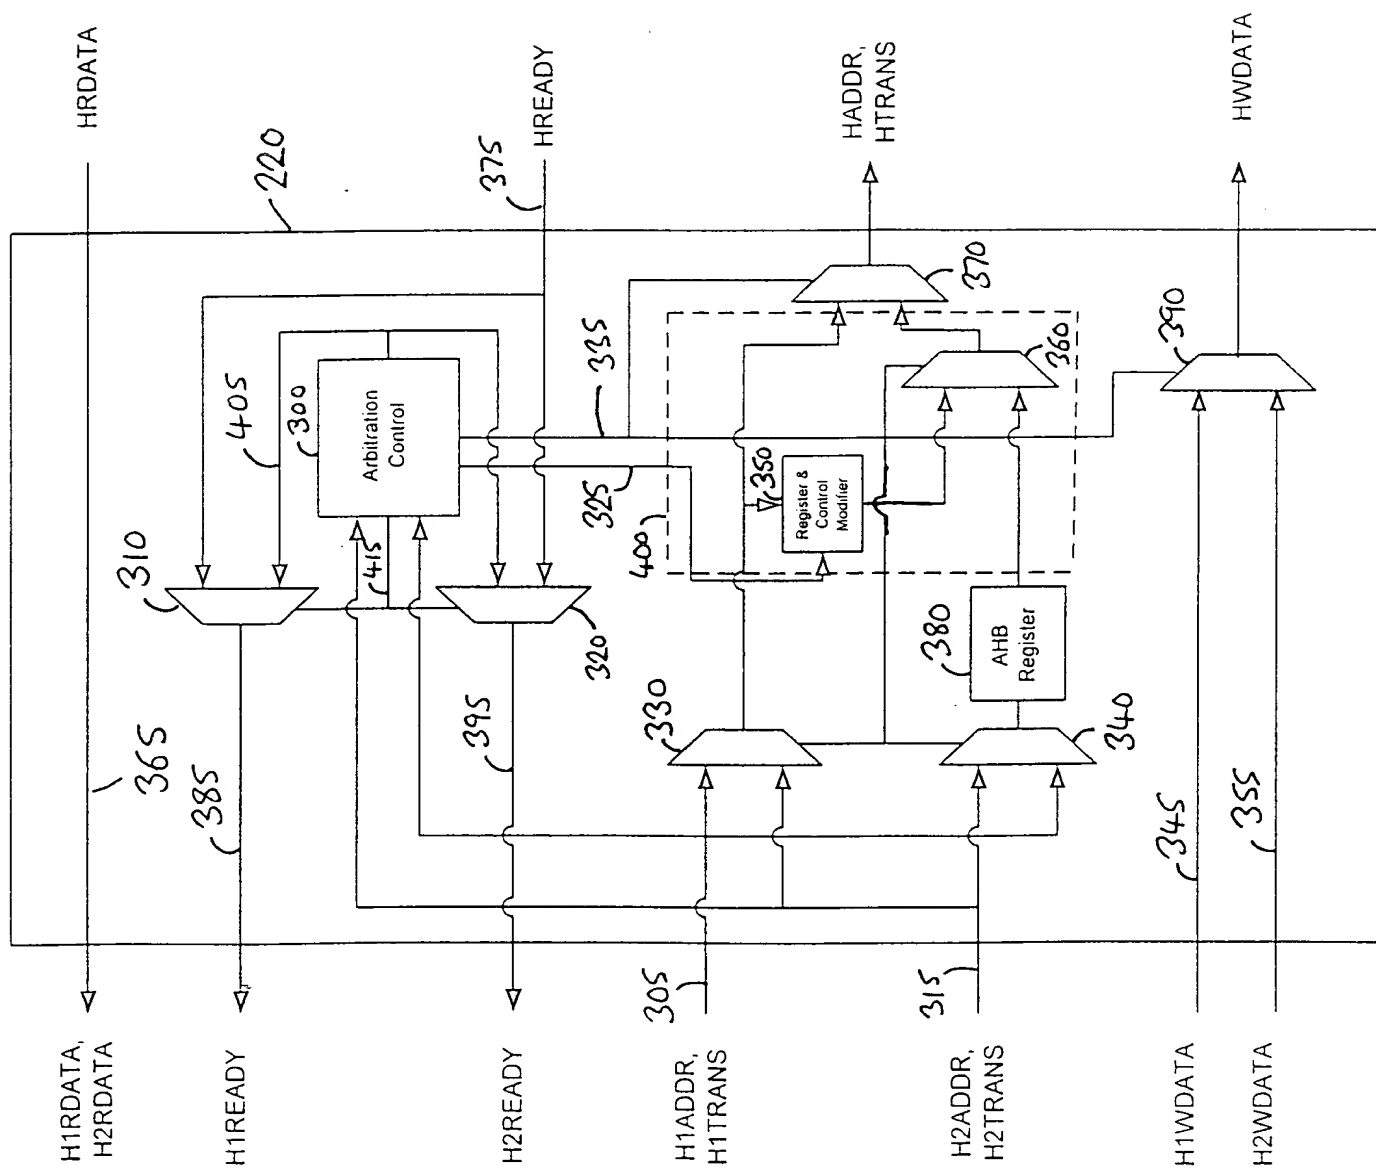 HRDATA
220
HREADY
375
HADDR,
HTRANS
HWDATA
370
390
405
300
Arbitration
Control
335
325
400
350
Register &
Control
Modifier
360
310
415
320
380
AHB
Register
365
385
395
330
340
345
355
305
315
H1RDATA,
H2RDATA
H1READY
H2READY
H1ADDR,
H1TRANS
H2ADDR,
H2TRANS
H1WDATA
H2WDATA